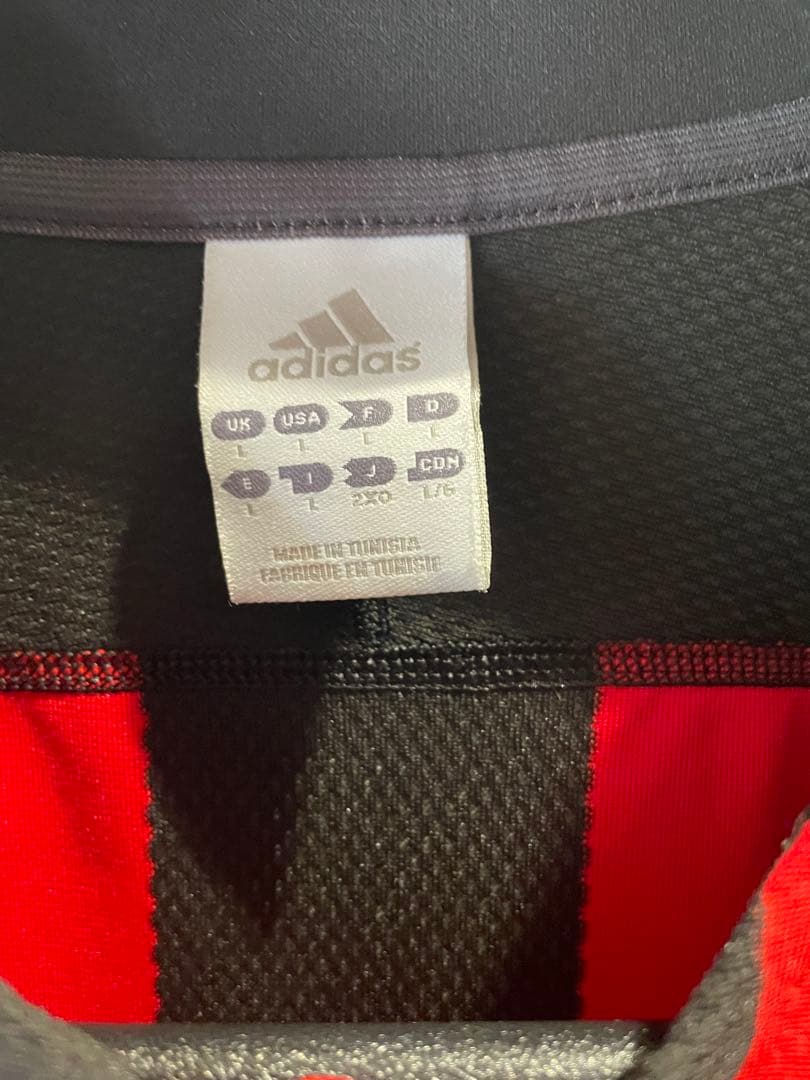 adidas
UK USA F D
L L L L
E I J CDN
L L 2XO L/G
MADE IN TUNISIA
FABRIQUE EN TUNISIE